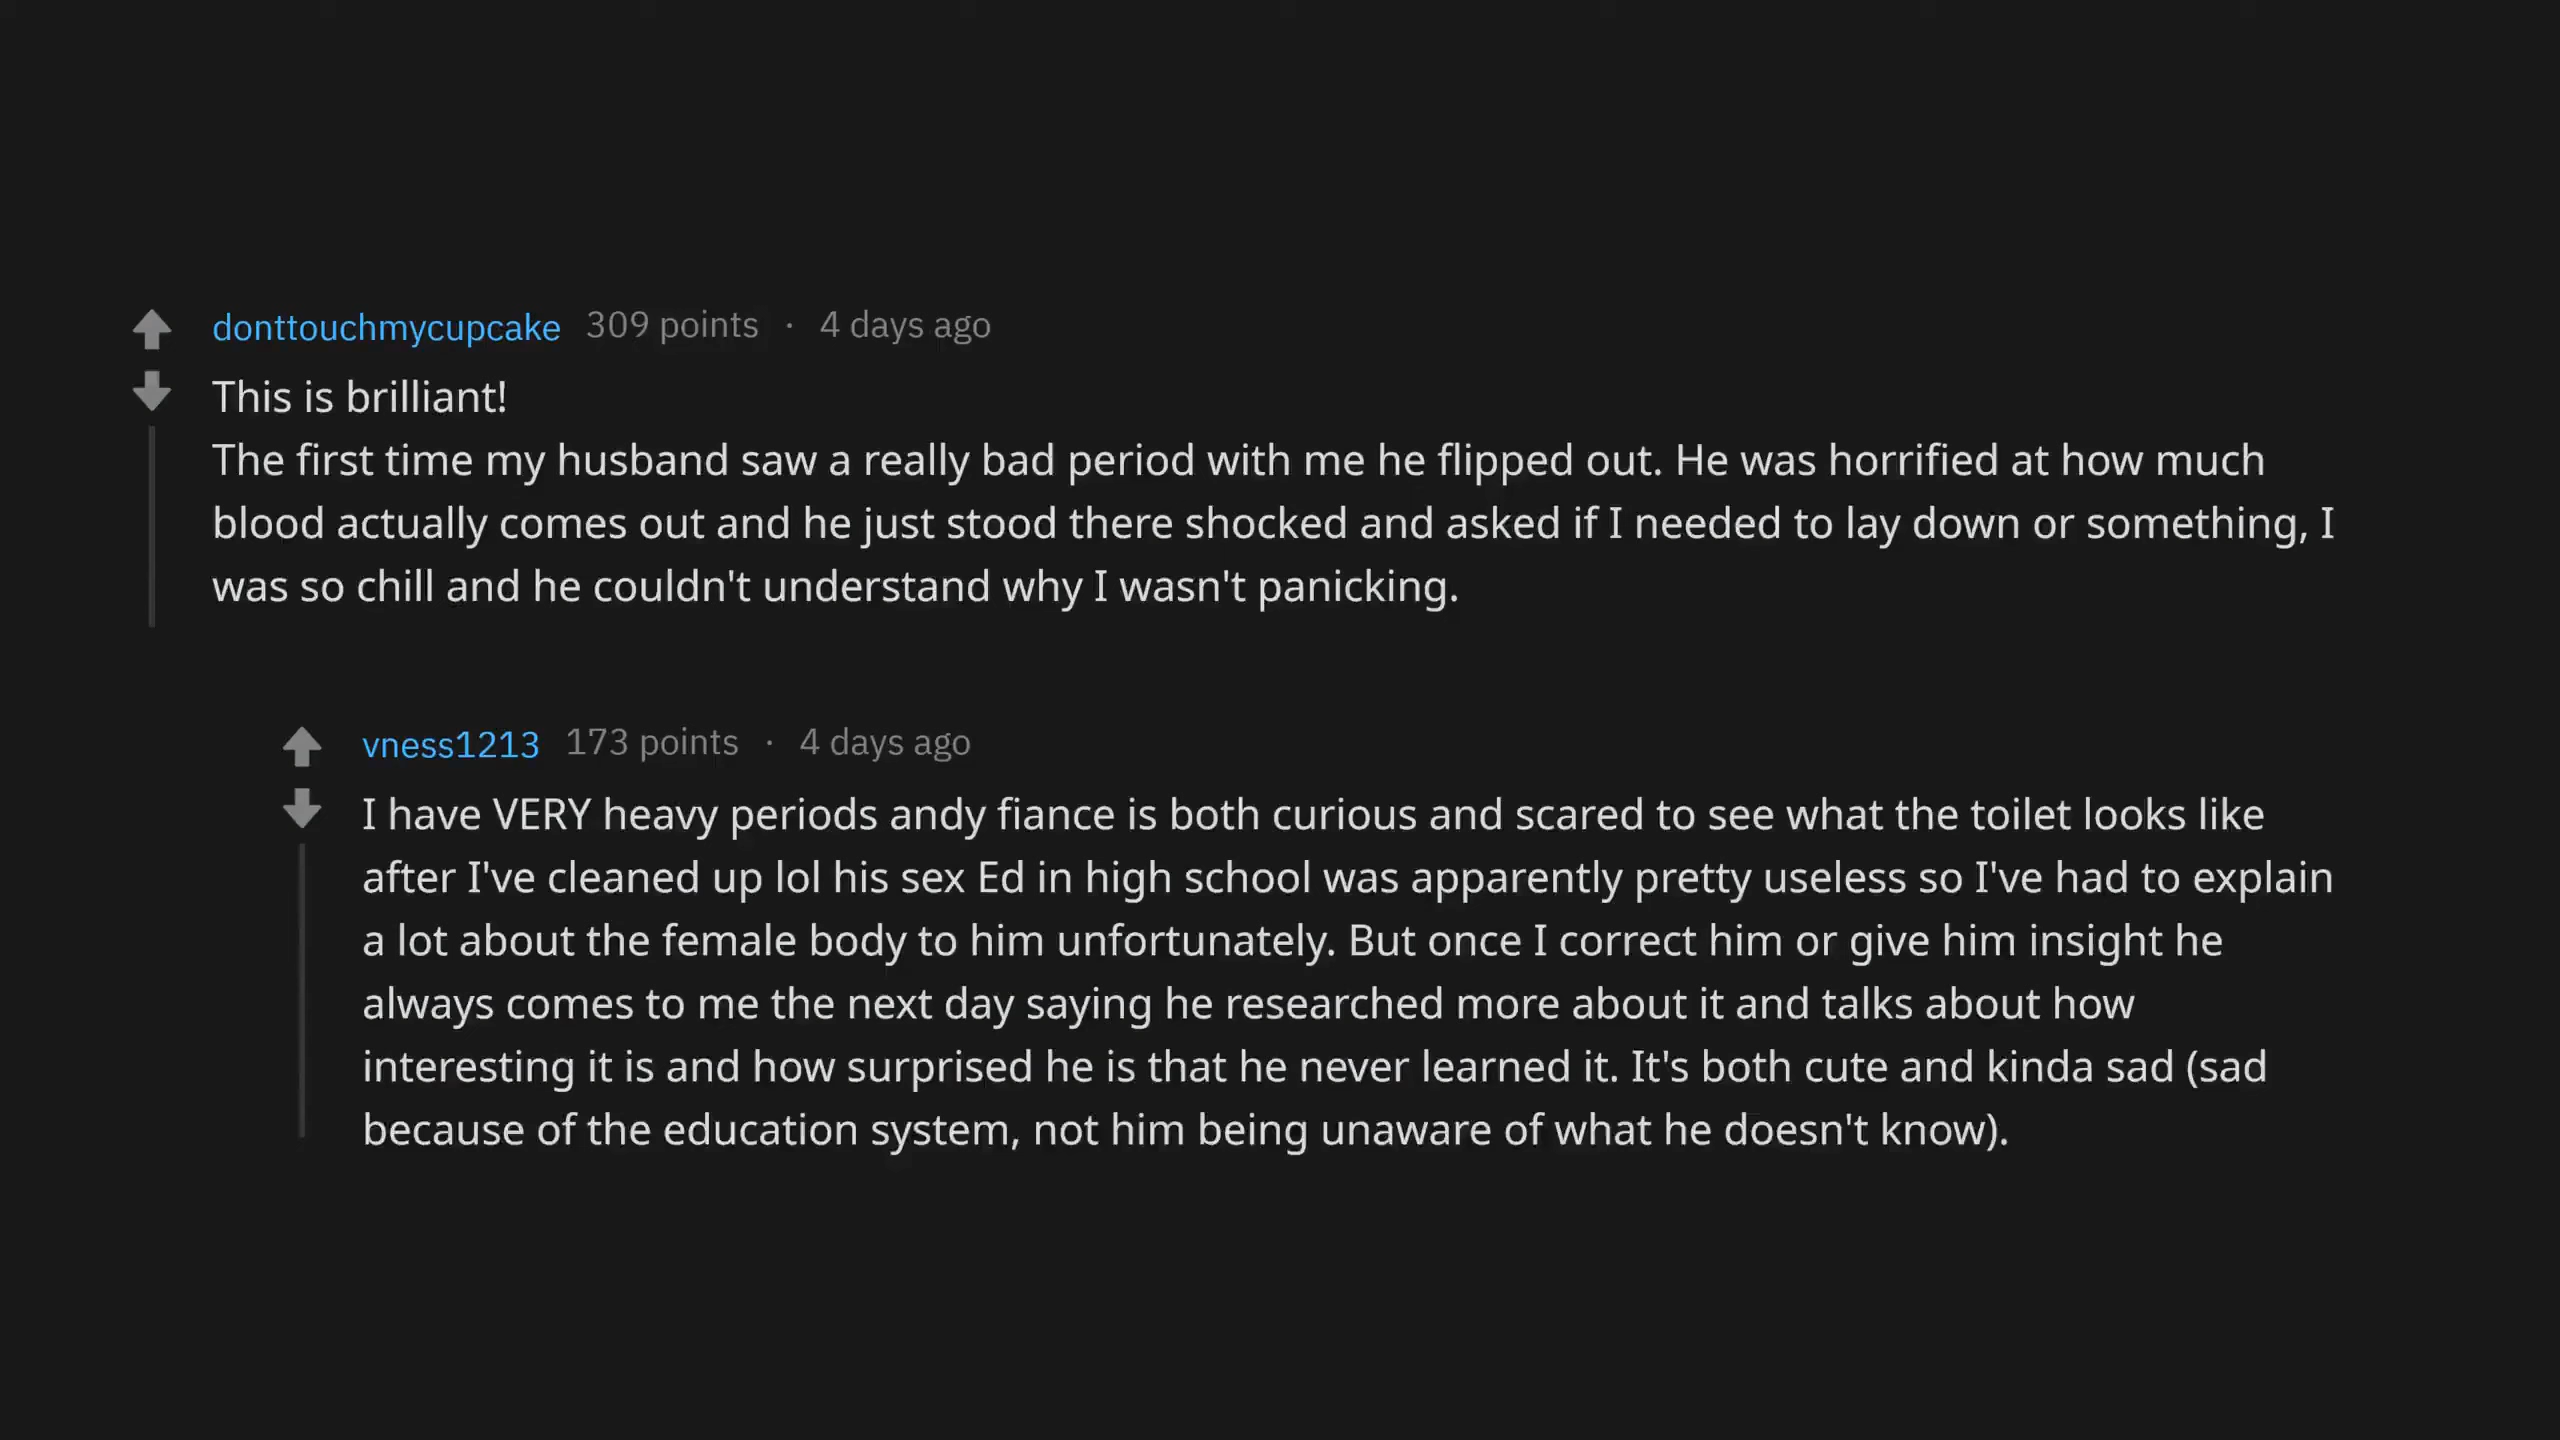 donttouchmycupcake 309 points · 4 days ago
This is brilliant!
The first time my husband saw a really bad period with me he flipped out. He was horrified at how much
blood actually comes out and he just stood there shocked and asked if I needed to lay down or something, I
was so chill and he couldn't understand why I wasn't panicking.
vness1213 173 points · 4 days ago
I have VERY heavy periods andy fiance is both curious and scared to see what the toilet looks like
after I've cleaned up lol his sex Ed in high school was apparently pretty useless so I've had to explain
a lot about the female body to him unfortunately. But once I correct him or give him insight he
always comes to me the next day saying he researched more about it and talks about how
interesting it is and how surprised he is that he never learned it. It's both cute and kinda sad (sad
because of the education system, not him being unaware of what he doesn't know).